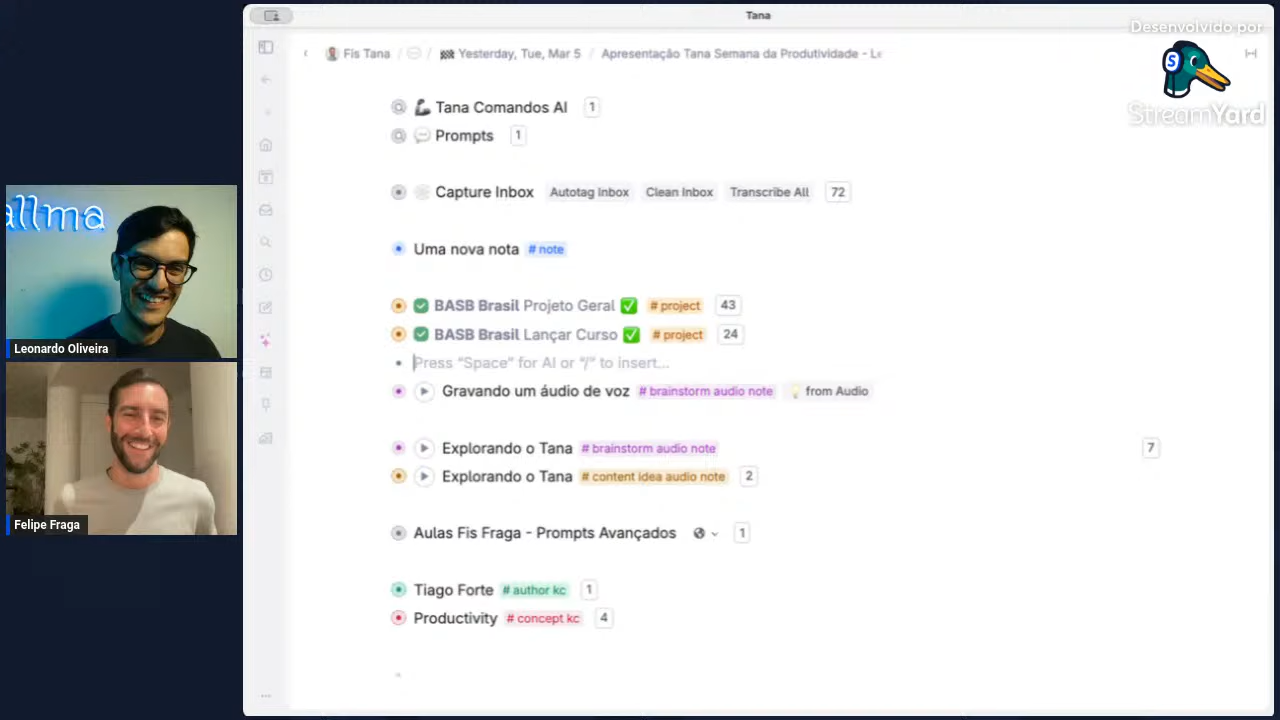 Tana
Desenvolvido por
StreamYard
Fis Tana / / Yesterday, Tue, Mar 5 / Apresentação Tana Semana da Produtividade - Le
Tana Comandos AI 1
Prompts 1
Capture Inbox Autotag Inbox Clean Inbox Transcribe All 72
allma
Uma nova nota # note
BASB Brasil Projeto Geral # project 43
BASB Brasil Lançar Curso # project 24
Leonardo Oliveira
Press “Space” for AI or “/” to insert...
Gravando um áudio de voz # brainstorm audio note from Audio
Explorando o Tana # brainstorm audio note 7
Explorando o Tana # content idea audio note 2
Felipe Fraga
Aulas Fis Fraga - Prompts Avançados 1
Tiago Forte # author kc 1
Productivity # concept kc 4